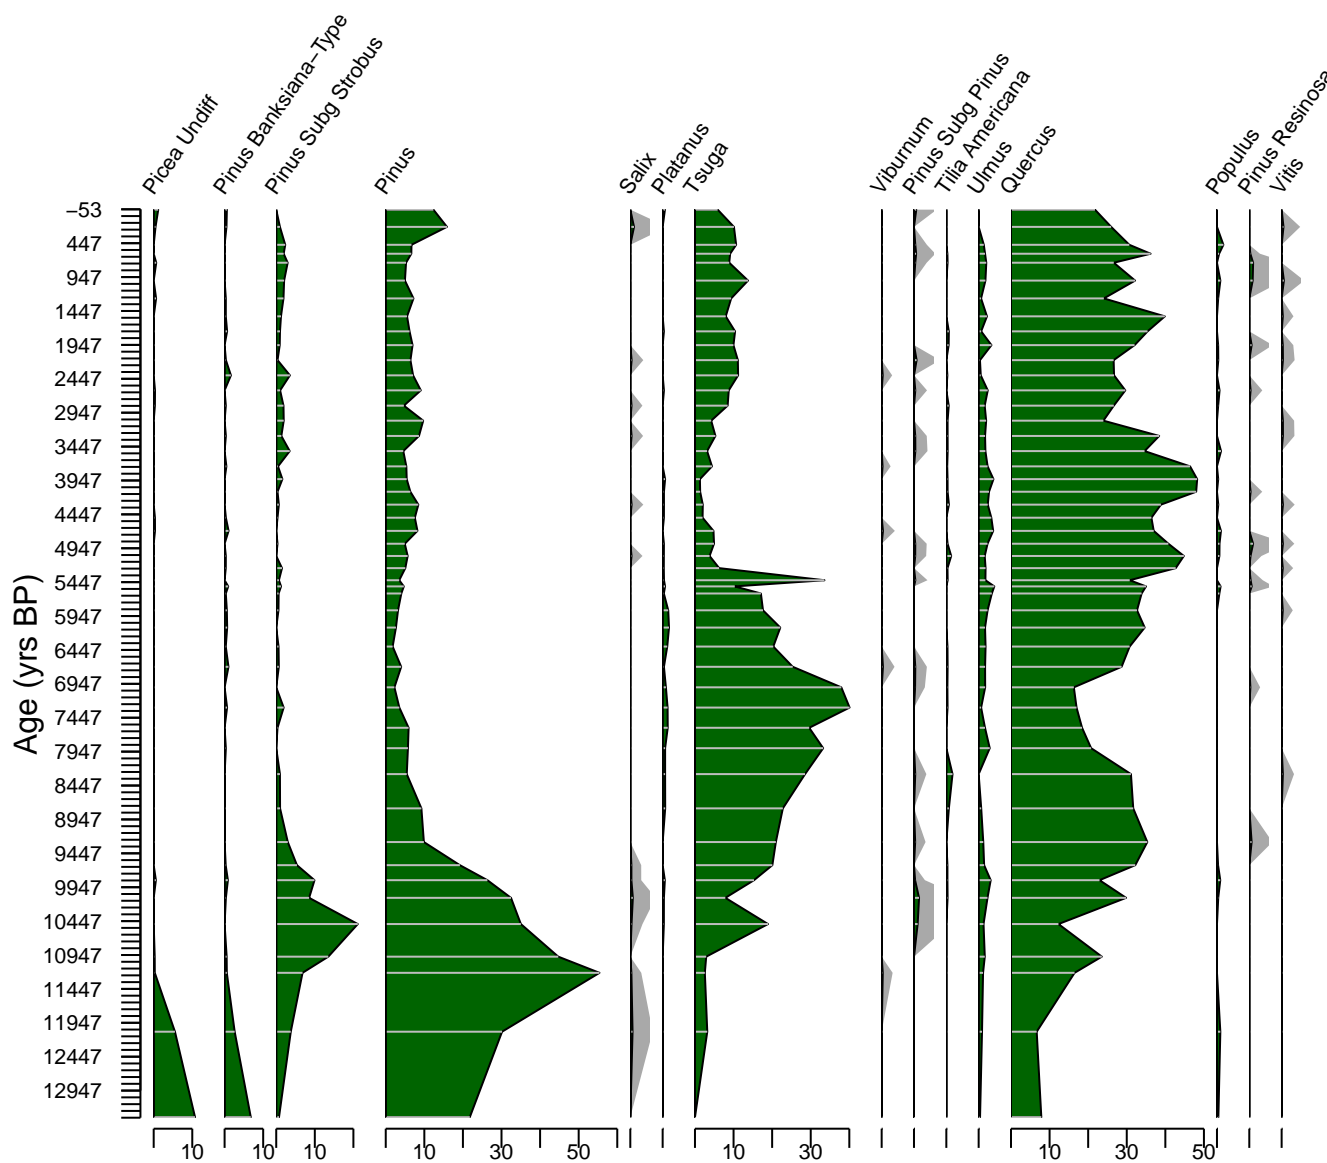 Picea Undiff
Pinus Banksiana−Type
Pinus Subg Strobus
Pinus
Salix
Platanus
Tsuga
Viburnum
Pinus Subg Pinus
Tilia Americana
Ulmus
Quercus
Populus
Pinus Resinosa
Vitis
Age (yrs BP)
−53
447
947
1447
1947
2447
2947
3447
3947
4447
4947
5447
5947
6447
6947
7447
7947
8447
8947
9447
9947
10447
10947
11447
11947
12447
12947
10 10 10 10 30 50 10 30 10 30 50